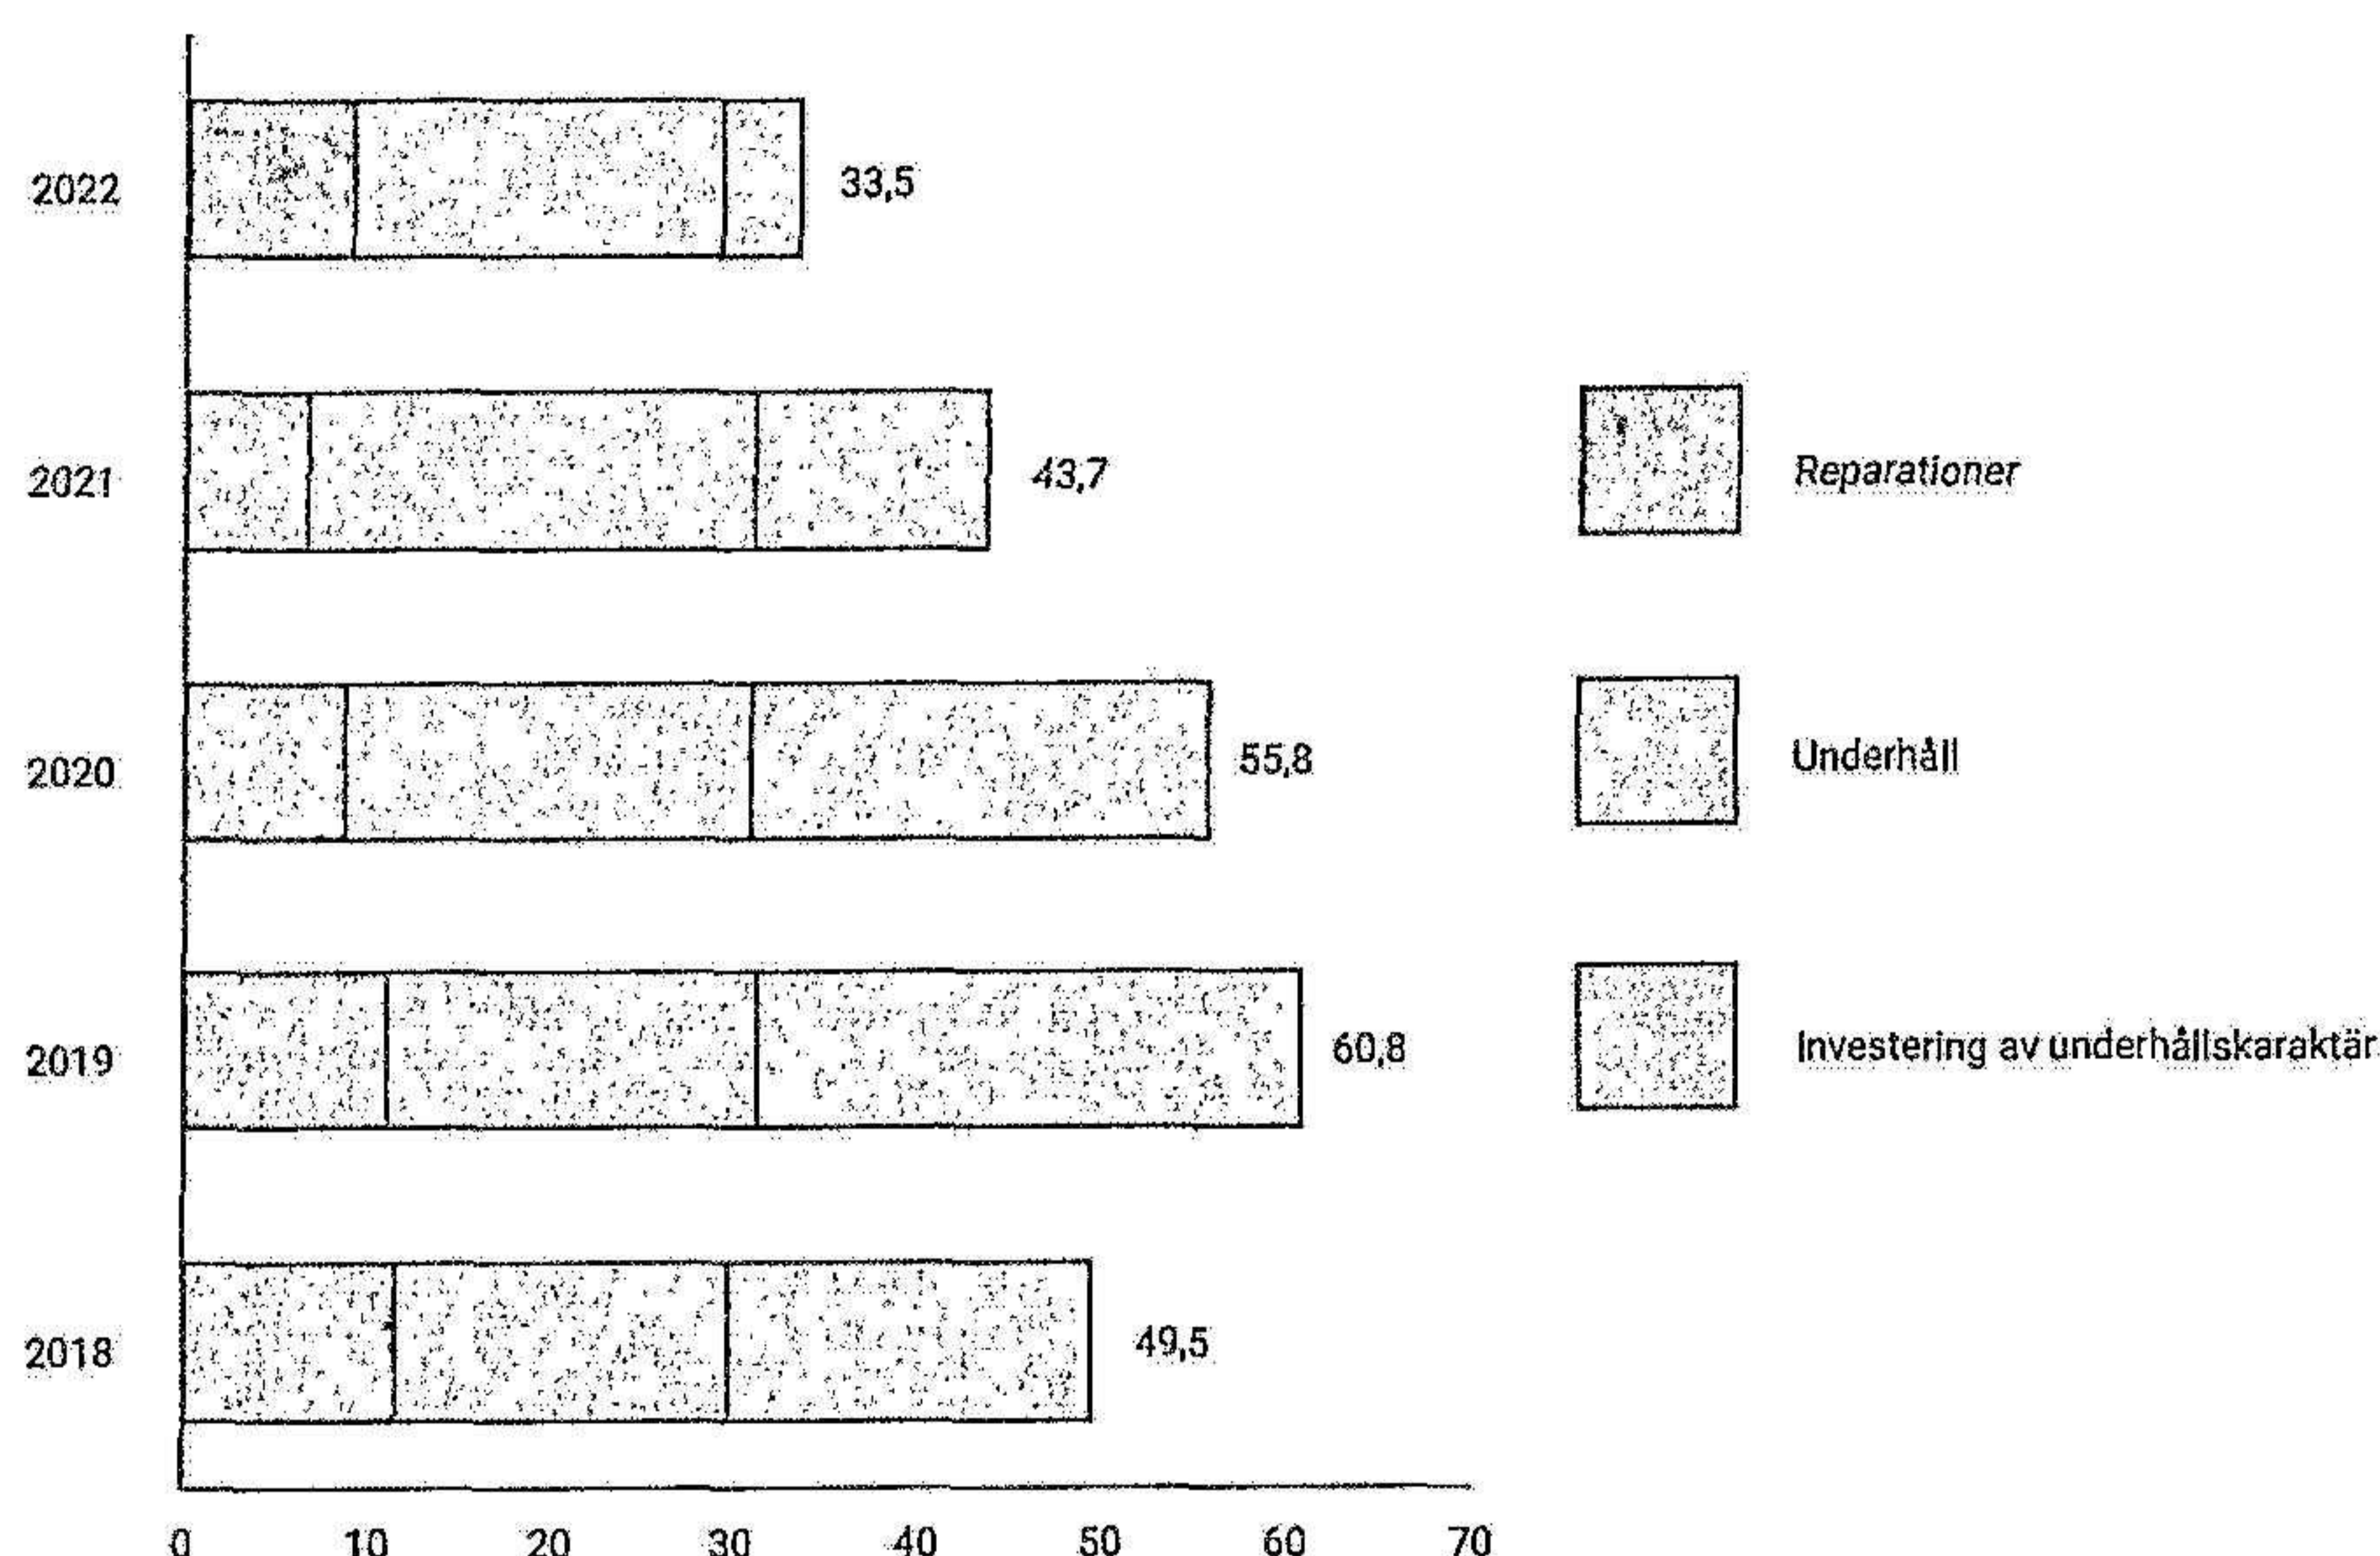 2022
33,5
2021
43,7
Reparationer
2020
55,8
Underhåll
2019
60,8
Investering av underhållskaraktär
2018
49,5
0 10 20 30 40 50 60 70